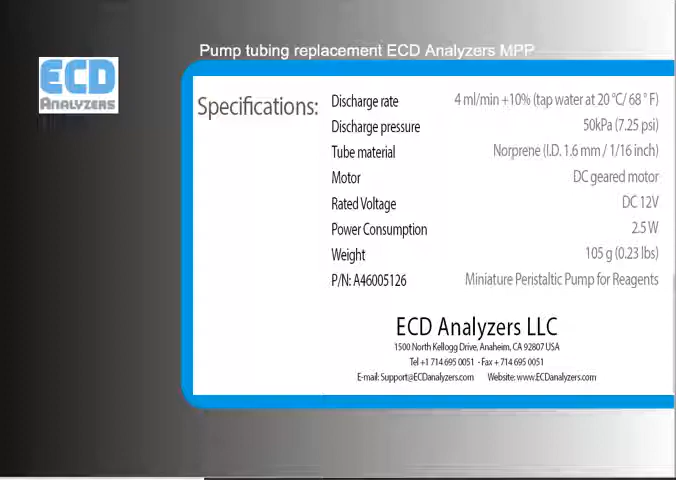 Pump tubing replacement ECD Analyzers MPP
ECD
ANALYZERS
Specifications:
Discharge rate 4 ml/min +10% (tap water at 20 °C/ 68 ° F)
Discharge pressure 50kPa (7.25 psi)
Tube material Norprene (I.D. 1.6 mm / 1/16 inch)
Motor DC geared motor
Rated Voltage DC 12V
Power Consumption 2.5 W
Weight 105 g (0.23 lbs)
P/N: A46005126 Miniature Peristaltic Pump for Reagents
ECD Analyzers LLC
1500 North Kellogg Drive, Anaheim, CA 92807 USA
Tel +1 714 695 0051 - Fax + 714 695 0051
E-mail: Support@ECDanalyzers.com Website: www.ECDanalyzers.com